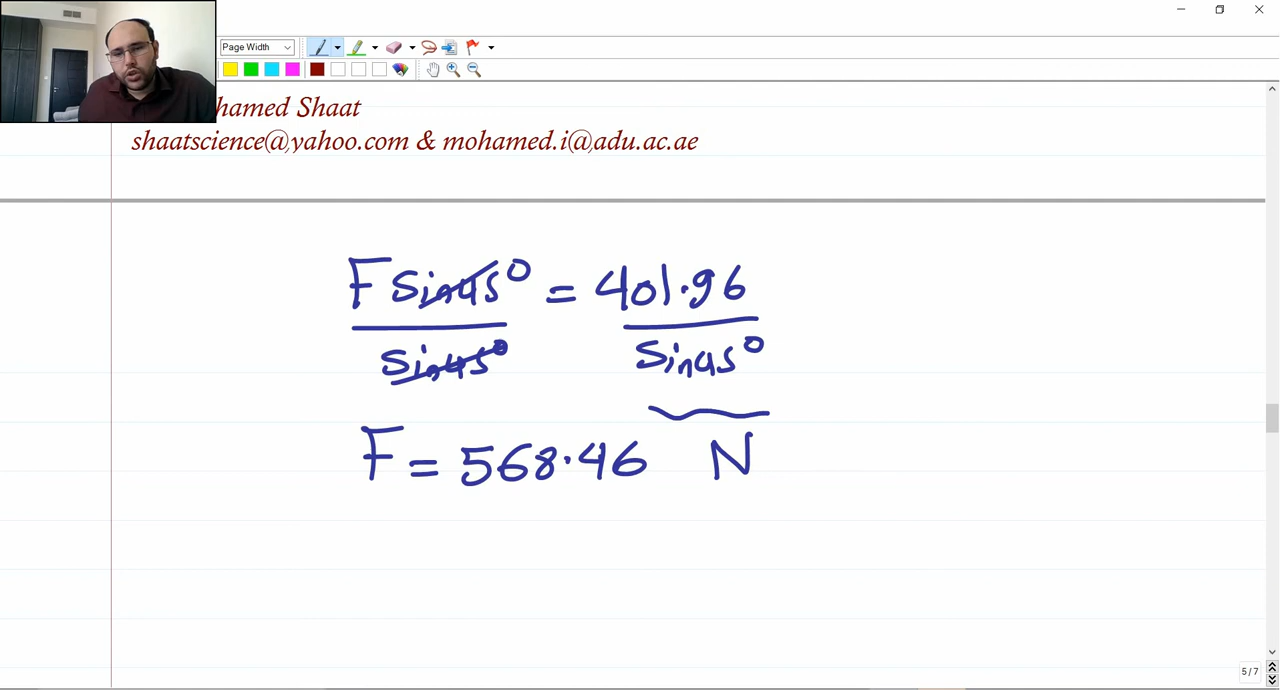 Page Width
hamed Shaat
shaatscience@yahoo.com & mohamed.i@adu.ac.ae
F sin45° = 401.96
sin45° sin45°
F = 568.46 N
5 / 7